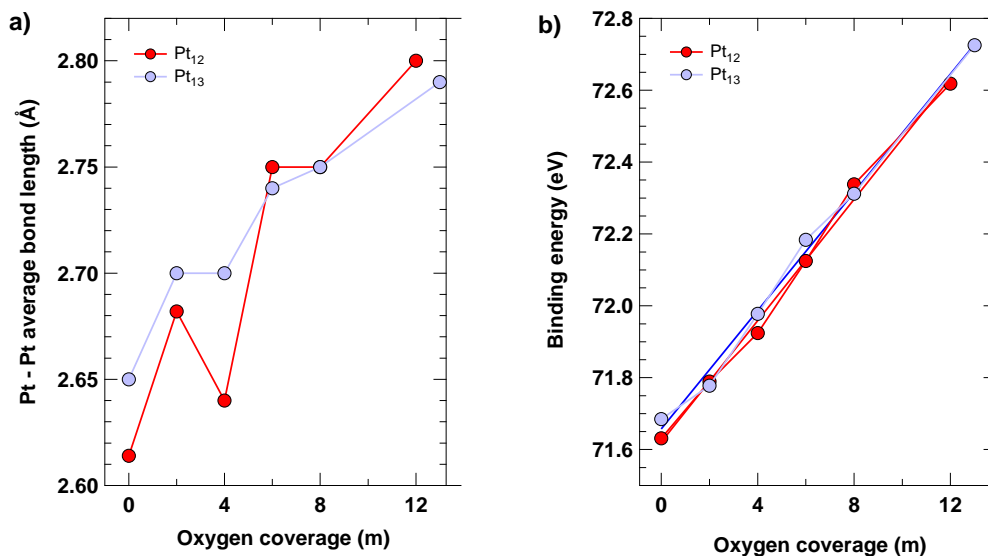 a)
Pt12
Pt13
2.80
2.75
2.70
2.65
2.60
Pt - Pt average bond length (Å)
0 4 8 12
Oxygen coverage (m)
b)
Pt12
Pt13
72.8
72.6
72.4
72.2
72.0
71.8
71.6
Binding energy (eV)
0 4 8 12
Oxygen coverage (m)